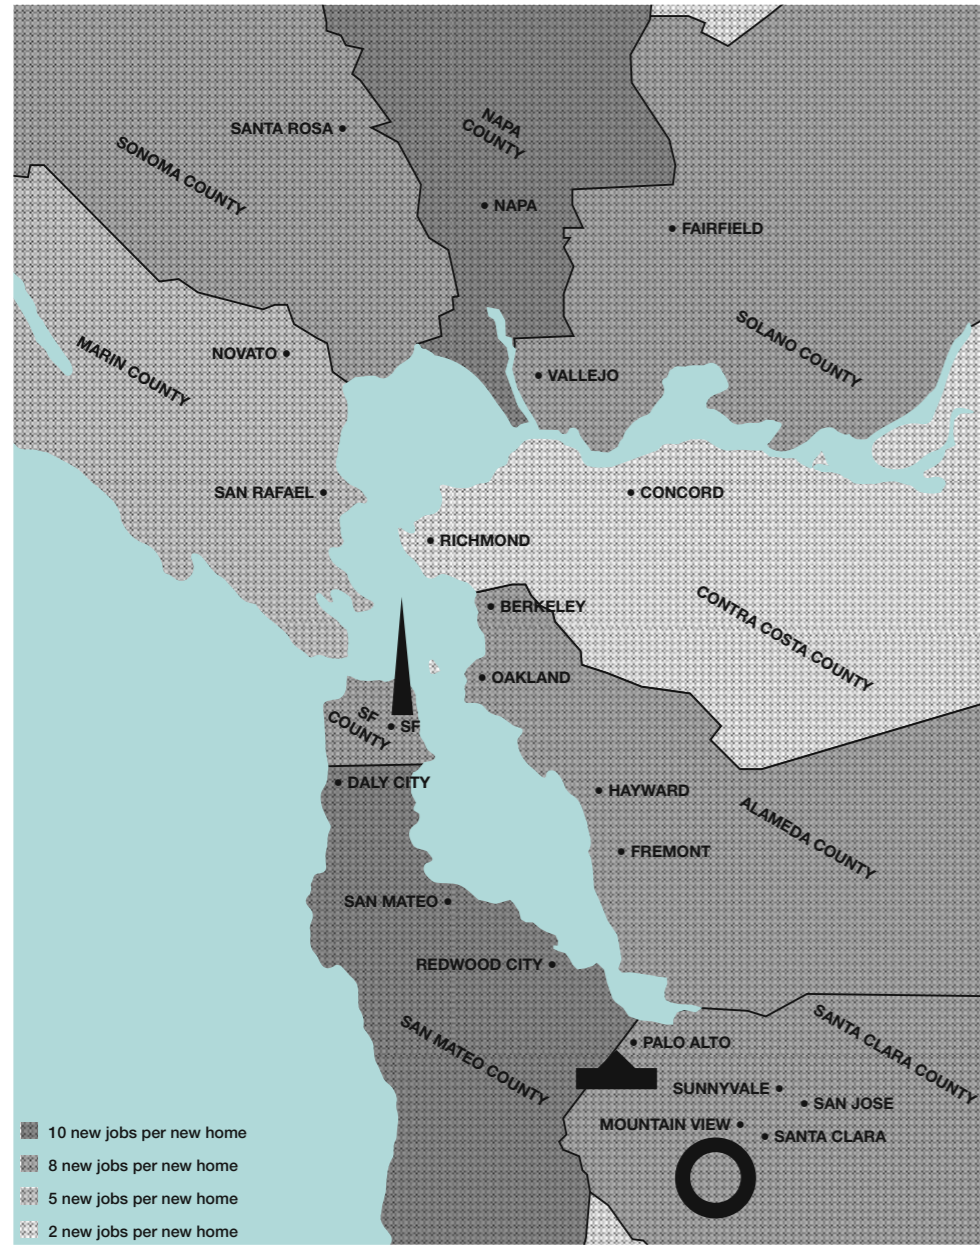 SANTA ROSA
NAPA
COUNTY
SONOMA COUNTY
NAPA
FAIRFIELD
SOLANO COUNTY
MARIN COUNTY
NOVATO
VALLEJO
SAN RAFAEL
CONCORD
RICHMOND
CONTRA COSTA COUNTY
BERKELEY
OAKLAND
SF
COUNTY
SF
DALY CITY
HAYWARD
ALAMEDA COUNTY
FREMONT
SAN MATEO
REDWOOD CITY
SAN MATEO COUNTY
SANTA CLARA COUNTY
PALO ALTO
SUNNYVALE
SAN JOSE
MOUNTAIN VIEW
SANTA CLARA
10 new jobs per new home
8 new jobs per new home
5 new jobs per new home
2 new jobs per new home